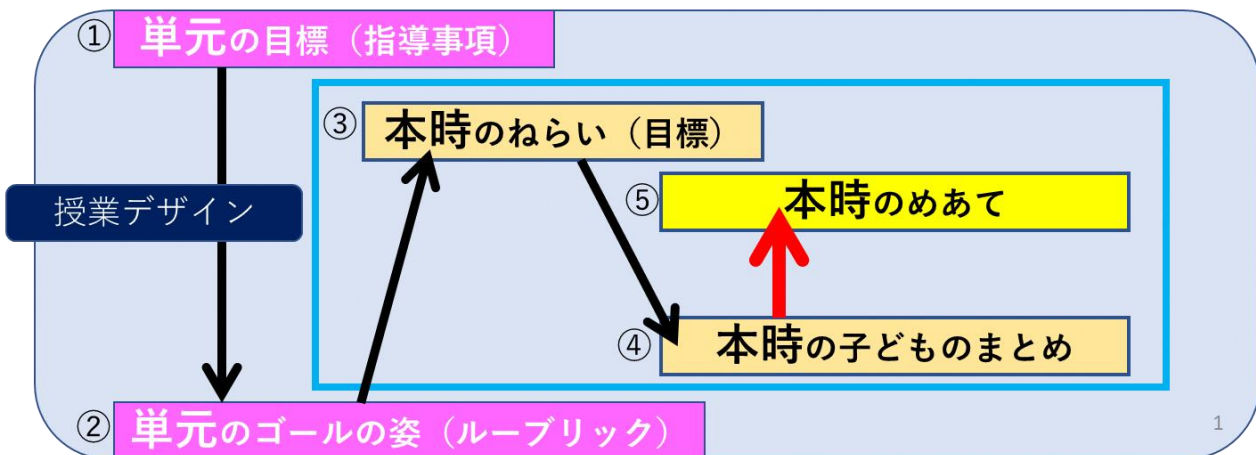 ① 単元の目標（指導事項）
③ 本時のねらい（目標）
⑤ 本時のめあて
授業デザイン
④ 本時の子どものまとめ
② 単元のゴールの姿（ルーブリック）
1